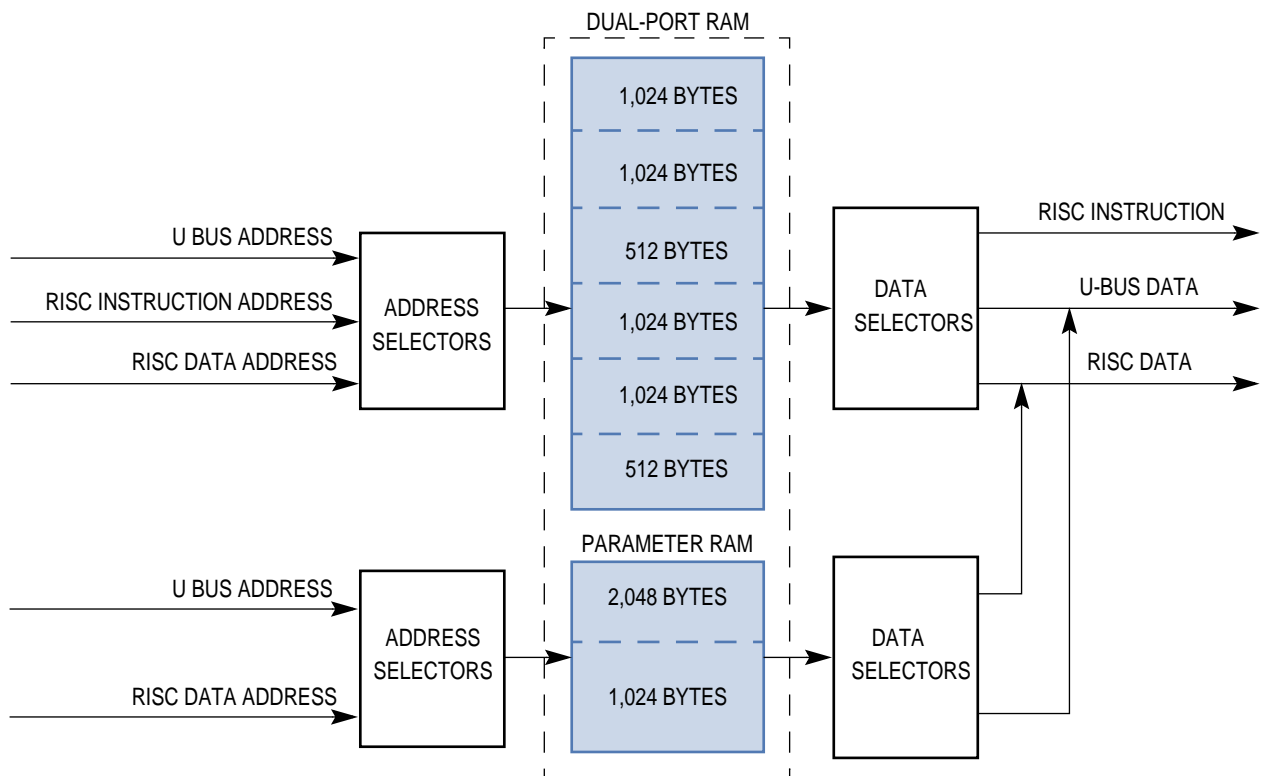 DUAL-PORT RAM
1,024 BYTES
1,024 BYTES
512 BYTES
1,024 BYTES
1,024 BYTES
512 BYTES
U BUS ADDRESS
RISC INSTRUCTION ADDRESS
RISC DATA ADDRESS
ADDRESS
SELECTORS
DATA
SELECTORS
RISC INSTRUCTION
U-BUS DATA
RISC DATA
PARAMETER RAM
2,048 BYTES
1,024 BYTES
U BUS ADDRESS
RISC DATA ADDRESS
ADDRESS
SELECTORS
DATA
SELECTORS